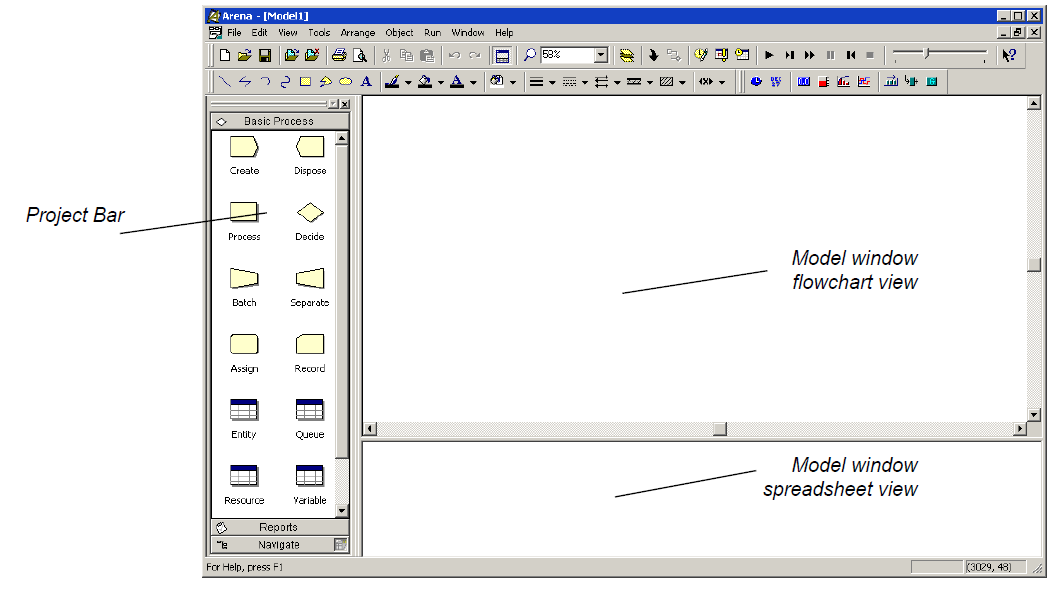 Arena - [Model1]
File Edit View Tools Arrange Object Run Window Help
58%
A A
Basic Process
Create Dispose
Process Decide
Batch Separate
Assign Record
Entity Queue
Resource Variable
Reports
Navigate
For Help, press F1
(3029, 48)
Project Bar
Model window
flowchart view
Model window
spreadsheet view